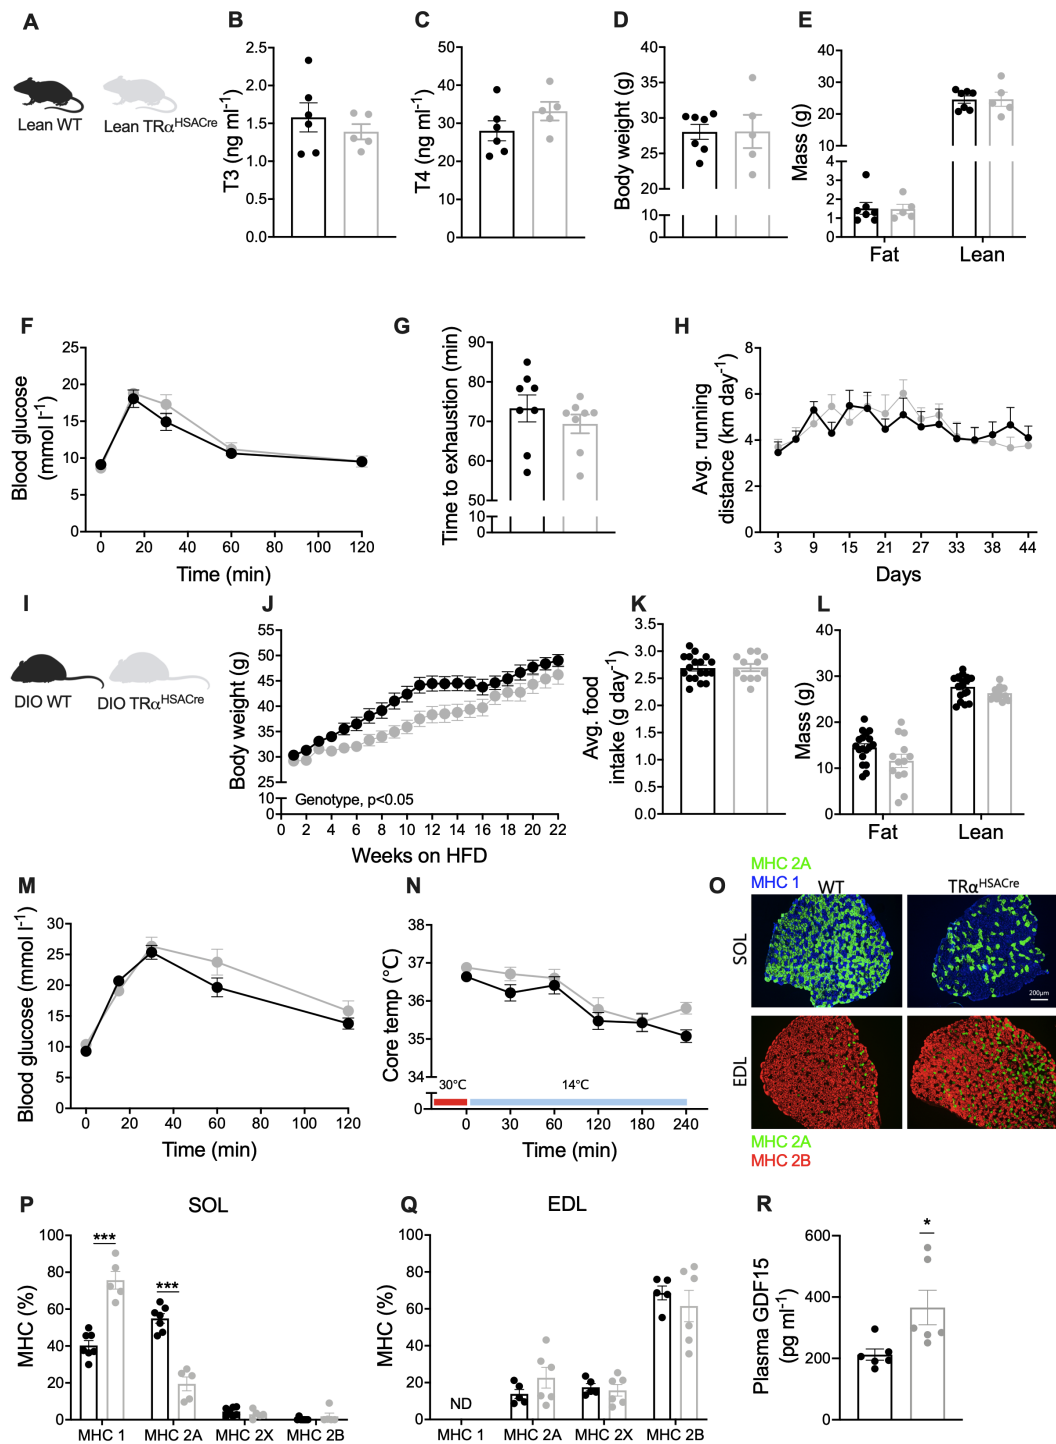 A
Lean WT
Lean TRαHSACre
B
T3 (ng ml-1)
2.5
2.0
1.5
1.0
0.5
0.0
C
T4 (ng ml-1)
50
40
30
20
10
0
D
Body weight (g)
40
35
30
25
20
10
0
E
Mass (g)
40
30
20
10
4
3
2
1
0
Fat
Lean
F
Blood glucose
(mmol l-1)
25
20
15
10
5
0
0 20 40 60 80 100 120
Time (min)
G
Time to exhaustion (min)
90
80
70
60
50
10
0
H
Avg. running
distance (km day-1)
8
6
4
2
0
3 9 15 21 27 33 38 44
Days
I
DIO WT
DIO TRαHSACre
J
Body weight (g)
55
50
45
40
35
30
25
10
0
Genotype, p<0.05
0 2 4 6 8 10 12 14 16 18 20 22
Weeks on HFD
K
Avg. food
intake (g day-1)
3.5
3.0
2.5
2.0
1.5
1.0
0.5
0.0
L
Mass (g)
40
30
20
10
0
Fat
Lean
M
Blood glucose (mmol l-1)
30
25
20
15
10
5
0
0 20 40 60 80 100 120
Time (min)
N
Core temp (°C)
38
37
36
35
34
0
30°C
14°C
0 30 60 120 180 240
Time (min)
O
MHC 2A
MHC 1
WT
TRαHSACre
SOL
200μm
EDL
MHC 2A
MHC 2B
P
SOL
MHC (%)
100
80
60
40
20
0
***
***
MHC 1 MHC 2A MHC 2X MHC 2B
Q
EDL
MHC (%)
100
80
60
40
20
0
ND
MHC 1 MHC 2A MHC 2X MHC 2B
R
Plasma GDF15
(pg ml-1)
600
400
200
0
*